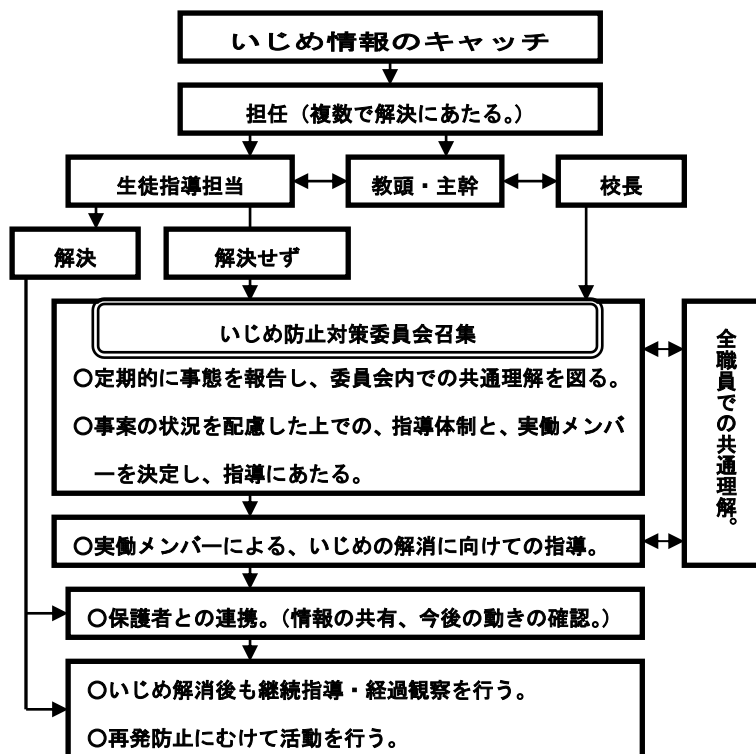 いじめ情報のキャッチ
担任（複数で解決にあたる。）
生徒指導担当
教頭・主幹
校長
解決
解決せず
いじめ防止対策委員会召集
○定期的に事態を報告し、委員会内での共通理解を図る。
○事案の状況を配慮した上での、指導体制と、実働メンバ
ーを決定し、指導にあたる。
全職員での共通理解。
○実働メンバーによる、いじめの解消に向けての指導。
○保護者との連携。（情報の共有、今後の動きの確認。）
○いじめ解消後も継続指導・経過観察を行う。
○再発防止にむけて活動を行う。